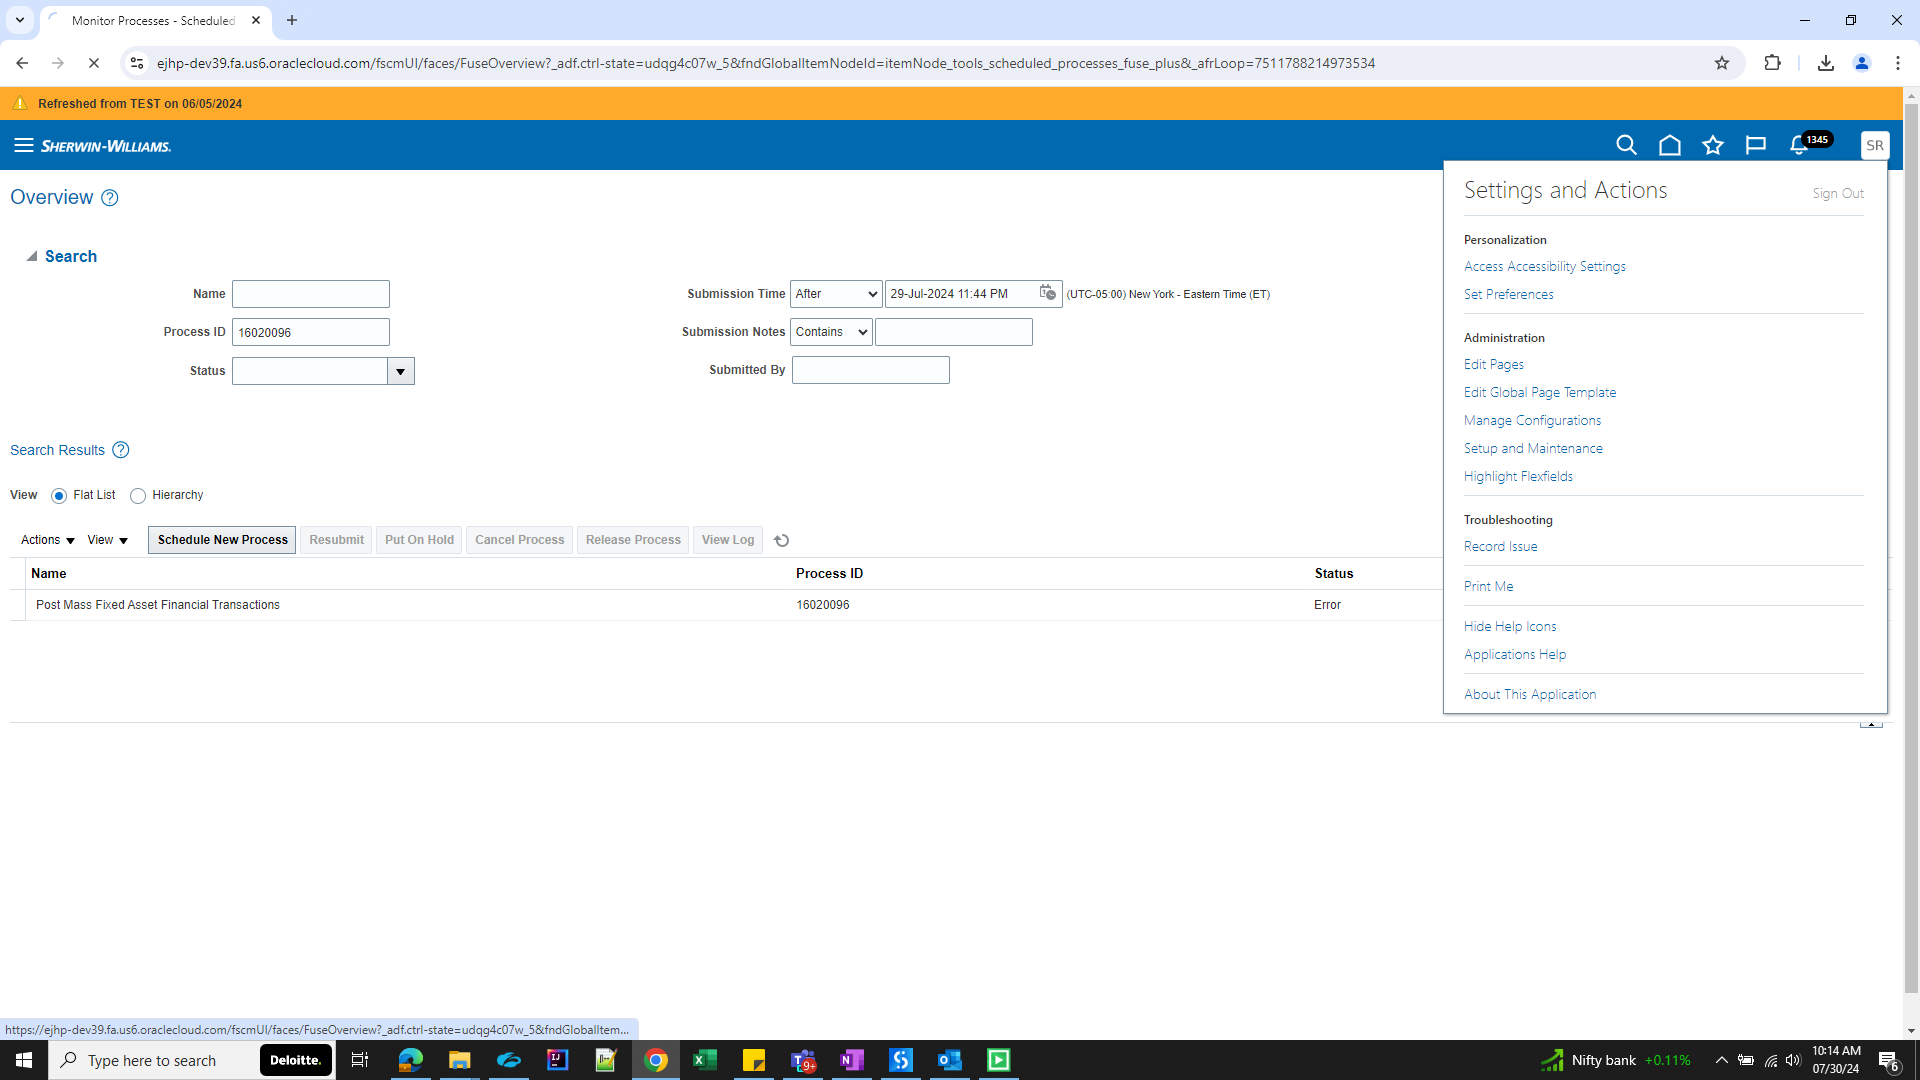 Monitor Processes - Scheduled
ejhp-dev39.fa.us6.oraclecloud.com/fscmUI/faces/FuseOverview?_adf.ctrl-state=udqg4c07w_5&fndGlobalItemNodeId=itemNode_tools_scheduled_processes_fuse_plus&_afrLoop=7511788214973534
Refreshed from TEST on 06/05/2024
SHERWIN-WILLIAMS.
1345
SR
Overview
Settings and Actions
Sign Out
Search
Personalization
Access Accessibility Settings
Set Preferences
Name
Submission Time After 29-Jul-2024 11:44 PM (UTC-05:00) New York - Eastern Time (ET)
Process ID 16020096
Submission Notes Contains
Status
Submitted By
Administration
Edit Pages
Edit Global Page Template
Manage Configurations
Setup and Maintenance
Highlight Flexfields
Search Results
View Flat List Hierarchy
Troubleshooting
Record Issue
Actions View Schedule New Process Resubmit Put On Hold Cancel Process Release Process View Log
Name Process ID Status
Post Mass Fixed Asset Financial Transactions 16020096 Error
Print Me
Hide Help Icons
Applications Help
About This Application
https://ejhp-dev39.fa.us6.oraclecloud.com/fscmUI/faces/FuseOverview?_adf.ctrl-state=udqg4c07w_5&fndGlobalItem...
Type here to search
Deloitte.
9+
Nifty bank +0.11%
10:14 AM
07/30/24
6